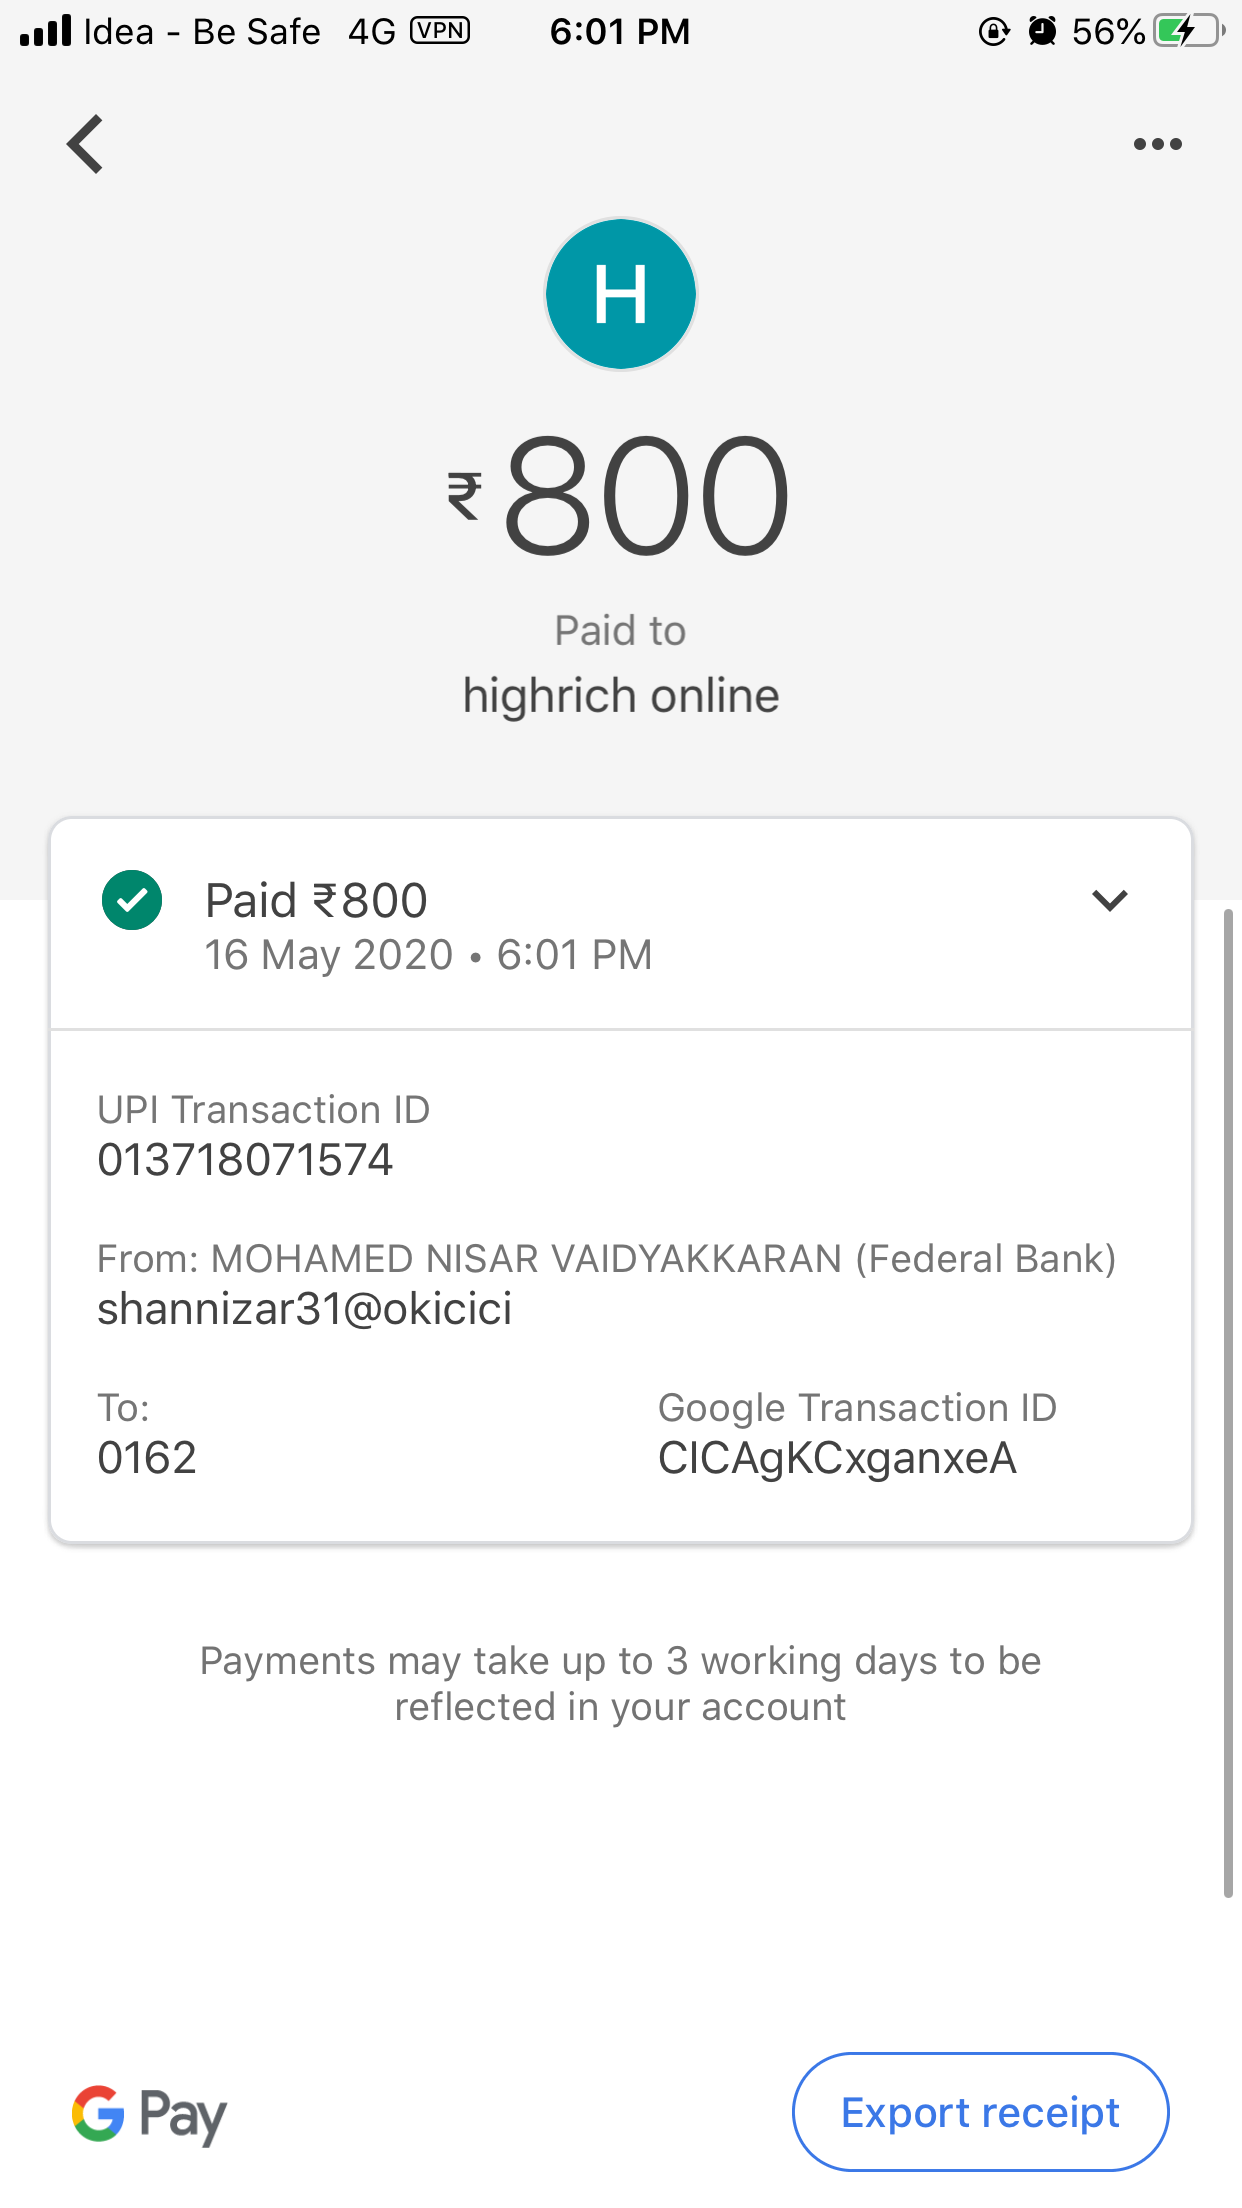 Idea - Be Safe 4G VPN 6:01 PM 56%
H
₹800
Paid to
highrich online
Paid ₹800
16 May 2020 • 6:01 PM
UPI Transaction ID
013718071574
From: MOHAMED NISAR VAIDYAKKARAN (Federal Bank)
shannizar31@okicici
To:
0162
Google Transaction ID
CICAgKCxganxeA
Payments may take up to 3 working days to be
reflected in your account
G Pay
Export receipt